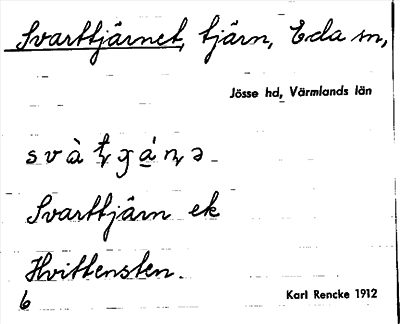 Svarttjärnet, tjärn, Eda sn,
Jösse hd, Värmlands län
Svarttjärn ek
Hvittensten.
6
Karl Rencke 1912